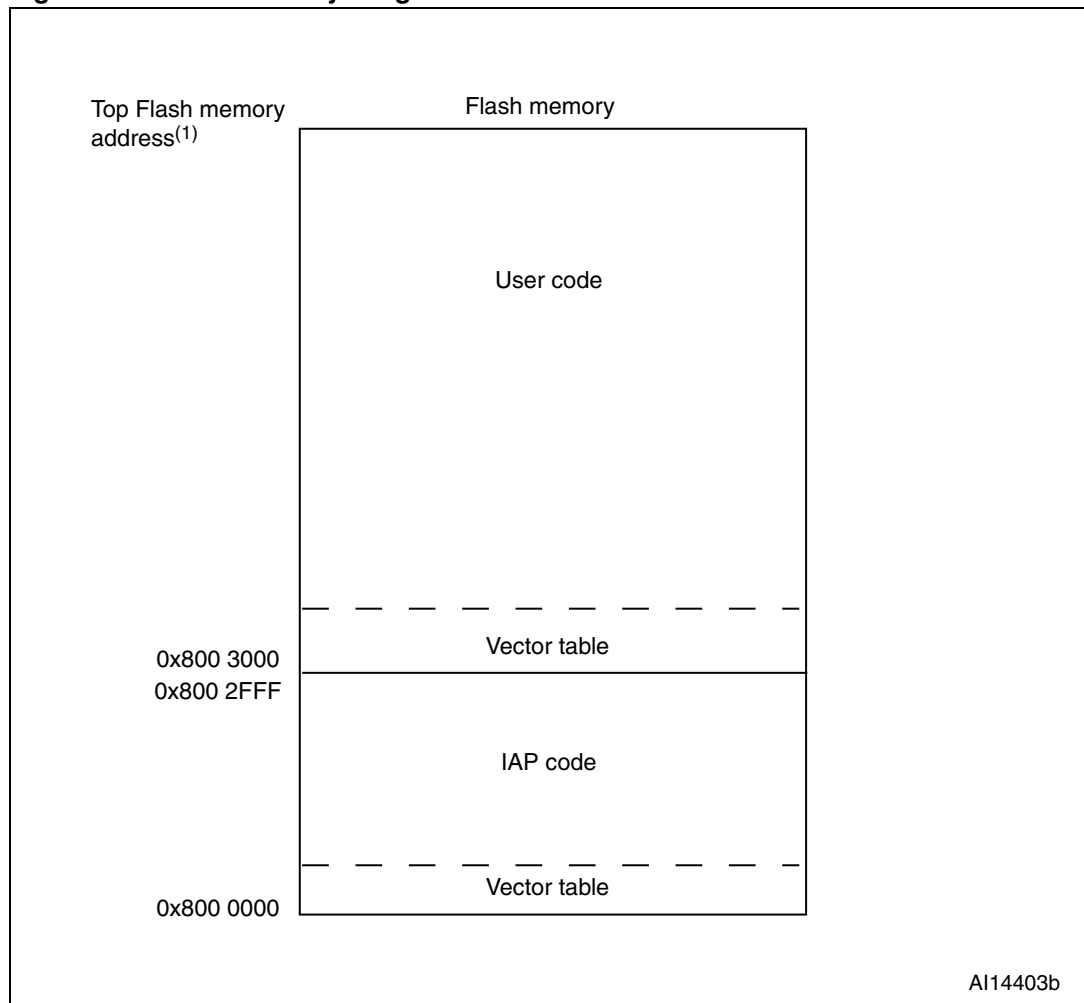 Top Flash memory
address(1)
Flash memory
User code
Vector table
0x800 3000
0x800 2FFF
IAP code
Vector table
0x800 0000
AI14403b